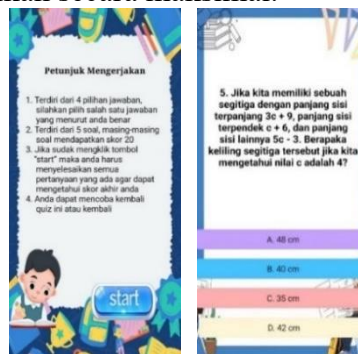 Petunjuk Mengerjakan
1. Terdiri dari 4 pilihan jawaban,
silahkan pilih salah satu jawaban
yang menurut anda benar
2. Terdiri dari 5 soal, masing-masing
soal mendapatkan skor 20
3. Jika sudak mengklik tombol
"start" maka anda harus
menyelesaikan semua
pertanyaan yang ada agar dapat
mengetahui skor akhir anda
4. Anda dapat mencoba kembali
quiz ini atau kembali
start
5. Jika kita memiliki sebuah
segitiga dengan panjang sisi
terpanjang 3c + 9, panjang sisi
terpendek c + 6, dan panjang
sisi lainnya 5c - 3. Berapaka
keliling segitiga tersebut jika kita
mengetahui nilai c adalah 4?
A. 48 cm
B. 40 cm
C. 35 cm
D. 42 cm